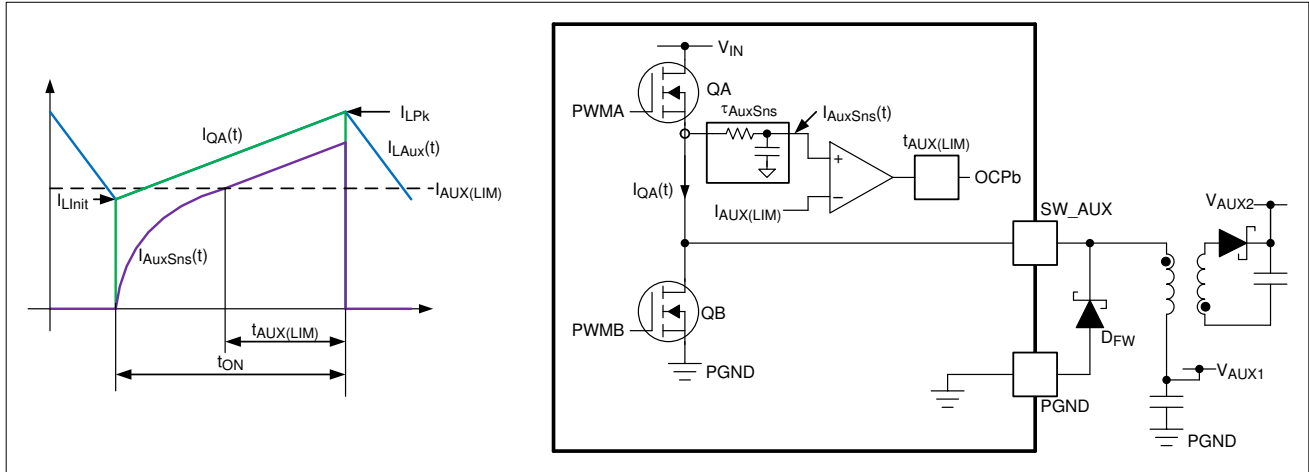 I_LPk
I_QA(t)
I_LAux(t)
I_AUX(LIM)
I_LInit
I_AuxSns(t)
t_AUX(LIM)
t_ON
V_IN
QA
PWMA
τ_AuxSns
I_AuxSns(t)
t_AUX(LIM)
+
−
OCPb
I_QA(t)
I_AUX(LIM)
SW_AUX
V_AUX2
QB
PWMB
PGND
D_FW
V_AUX1
PGND
PGND